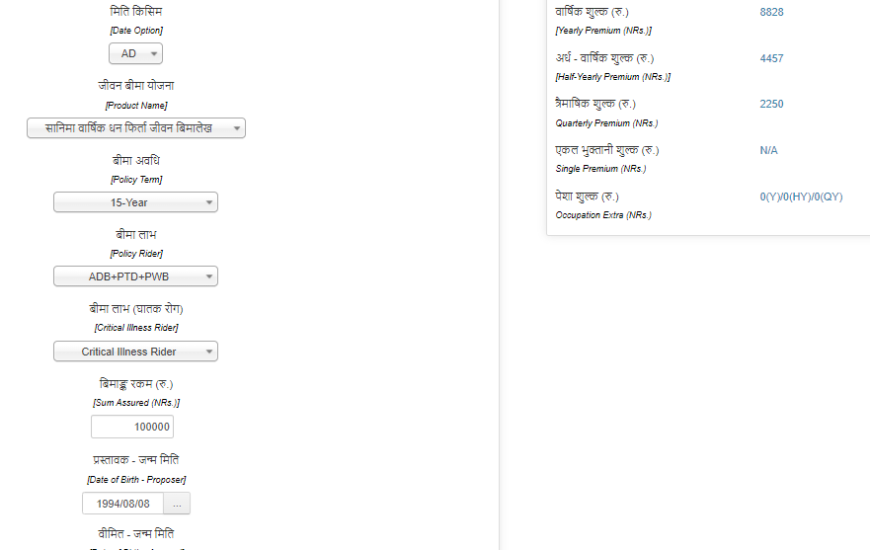 मिति किसिम
[Date Option]
AD
जीवन बीमा योजना
[Product Name]
सानिमा वार्षिक धन फिर्ता जीवन बिमालेख
बीमा अवधि
[Policy Term]
15-Year
बीमा लाभ
[Policy Rider]
ADB+PTD+PWB
बीमा लाभ (घातक रोग)
[Critical Illness Rider]
Critical Illness Rider
बिमाङ्क रकम (रु.)
[Sum Assured (NRs.)]
100000
प्रस्तावक - जन्म मिति
[Date of Birth - Proposer]
1994/08/08 ...
वीमित - जन्म मिति
वार्षिक शुल्क (रु.) 8828
[Yearly Premium (NRs.)]
अर्ध - वार्षिक शुल्क (रु.) 4457
[Half-Yearly Premium (NRs.)]
त्रैमाषिक शुल्क (रु.) 2250
Quarterly Premium (NRs.)
एकल भुक्तानी शुल्क (रु.) N/A
Single Premium (NRs.)
पेशा शुल्क (रु.) 0(Y)/0(HY)/0(QY)
Occupation Extra (NRs.)